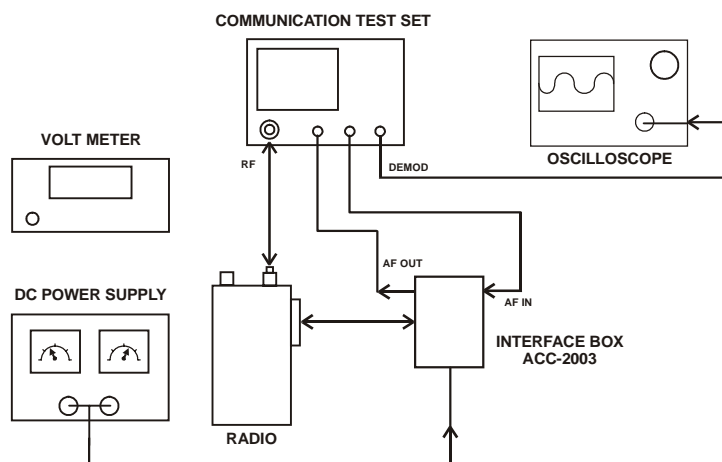 COMMUNICATION TEST SET
VOLT METER
RF
DEMOD
OSCILLOSCOPE
DC POWER SUPPLY
AF OUT
AF IN
INTERFACE BOX
ACC-2003
RADIO